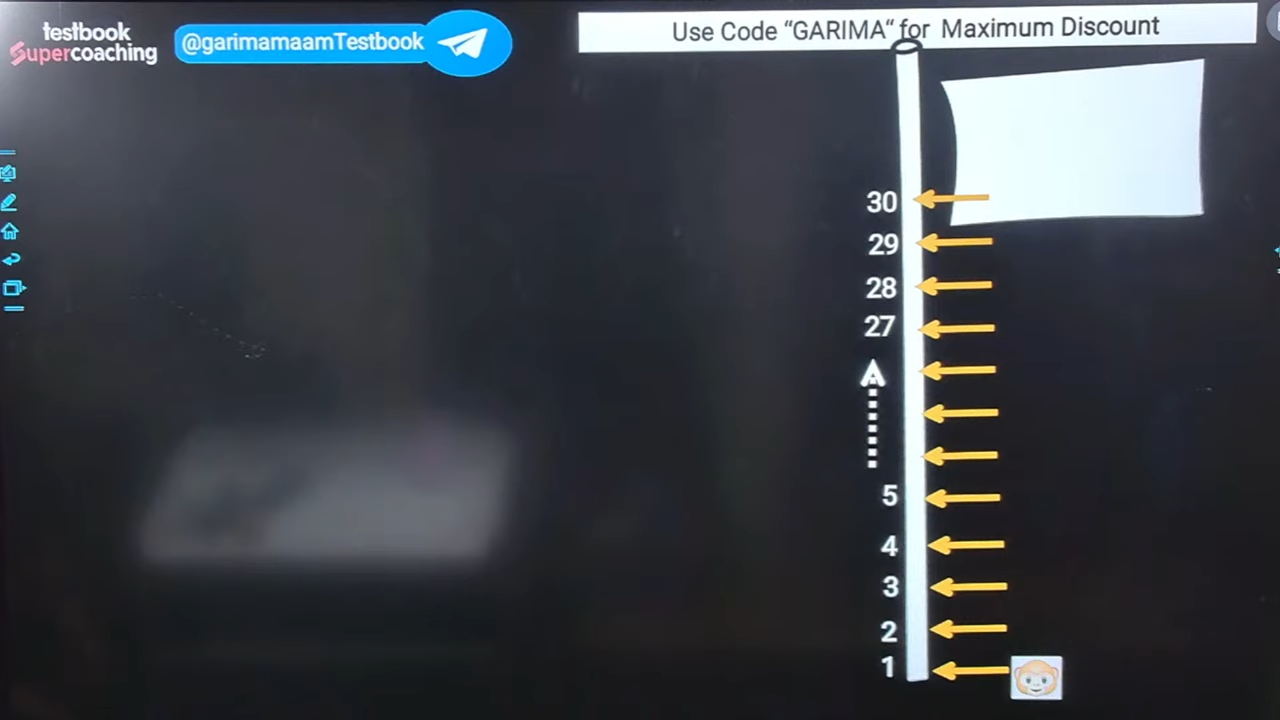 testbook
Supercoaching
@garimamaamTestbook
Use Code “GARIMA“ for Maximum Discount
30
29
28
27
5
4
3
2
1